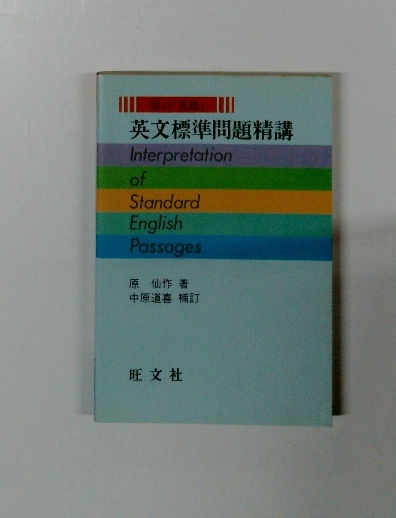 英文標準問題精講
Interpretation
of
Standard
English
Passages
原 仙作 著
中原道喜 補訂
旺文社